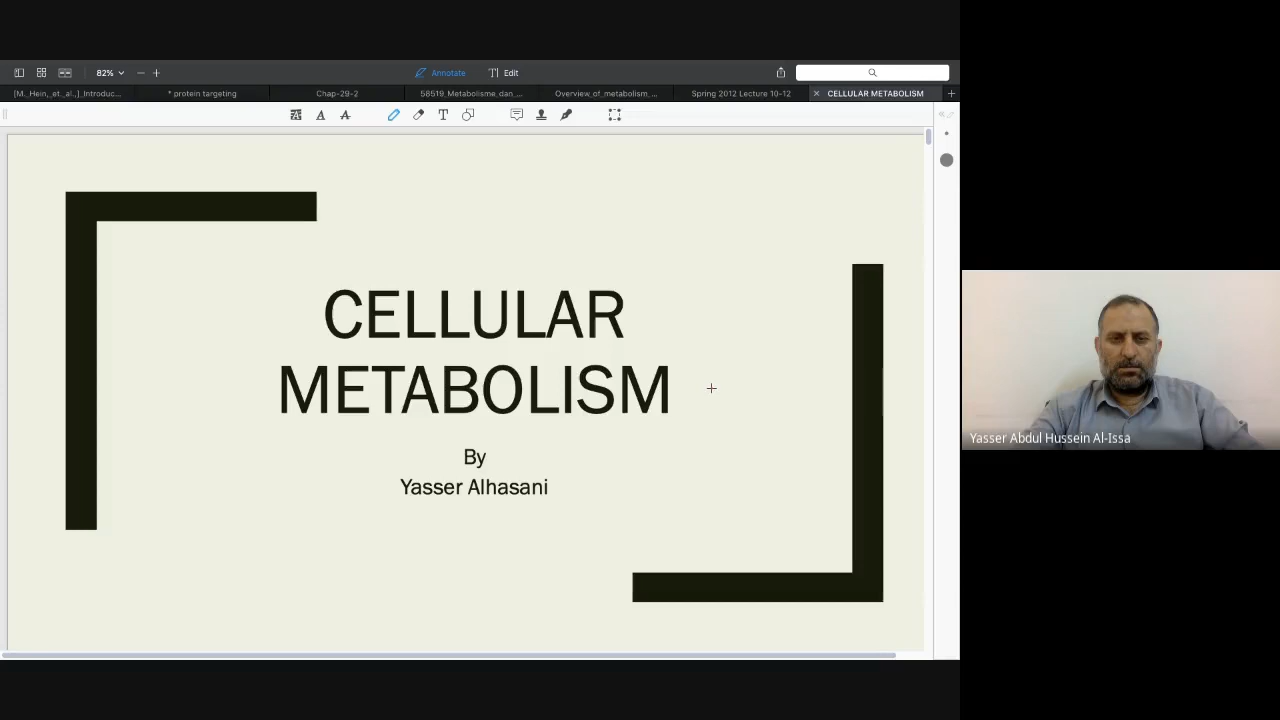 82%
Annotate
T Edit
[M._Hein,_et._al.,]_Introduc...
* protein targeting
Chap-29-2
58519_Metabolisme_dan_...
Overview_of_metabolism_...
Spring 2012 Lecture 10-12
CELLULAR METABOLISM
CELLULAR
METABOLISM
By
Yasser Alhasani
Yasser Abdul Hussein Al-Issa